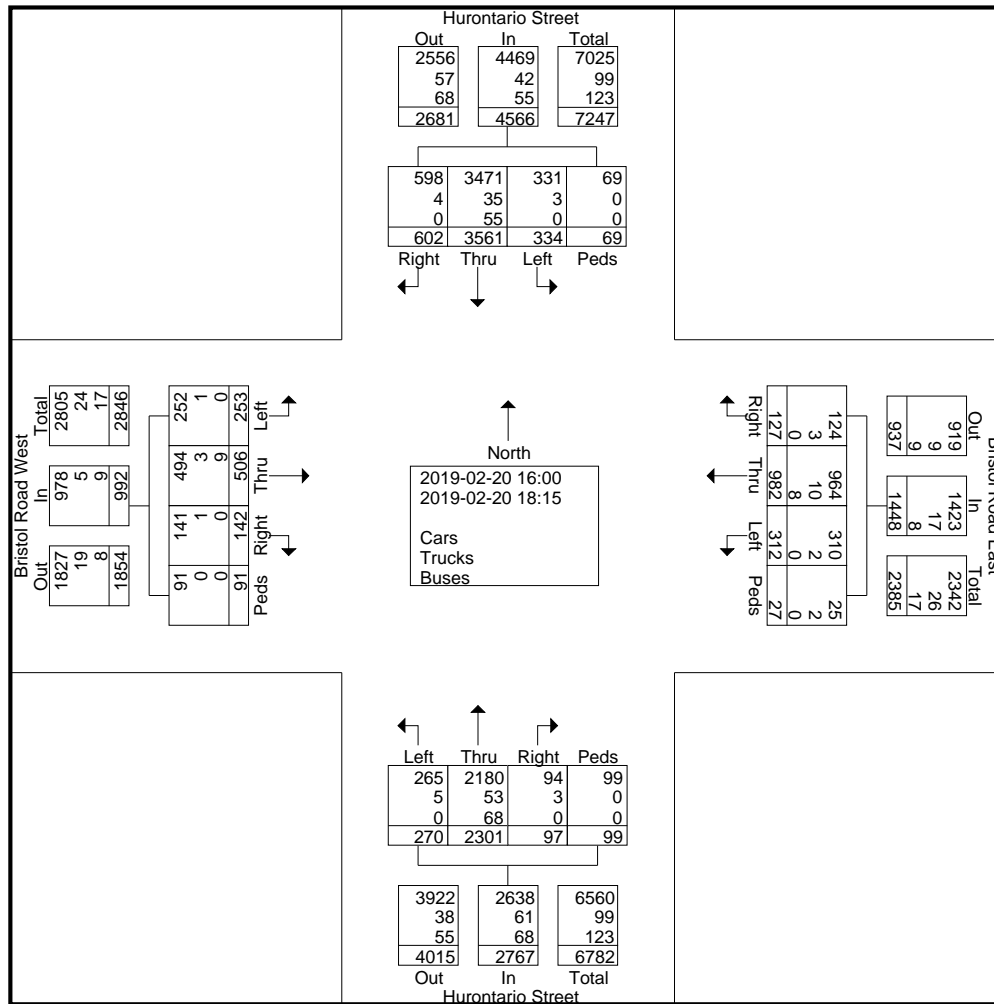 Hurontario Street
Out In Total
2556 4469 7025
57 42 99
68 55 123
2681 4566 7247
598 3471 331 69
4 35 3 0
0 55 0 0
602 3561 334 69
Right Thru Left Peds
Bristol Road West
Total In Out
2805 978 1827
24 5 19
17 9 8
2846 992 1854
252 494 141 91
1 3 1 0
0 9 0 0
253 506 142 91
Left Thru Right Peds
North
2019-02-20 16:00
2019-02-20 18:15
Cars
Trucks
Buses
Right Thru Left Peds
124 964 310 25
3 10 2 2
0 8 0 0
127 982 312 27
Bristol Road East
Out In Total
919 1423 2342
9 17 26
9 8 17
937 1448 2385
Left Thru Right Peds
265 2180 94 99
5 53 3 0
0 68 0 0
270 2301 97 99
3922 2638 6560
38 61 99
55 68 123
4015 2767 6782
Out In Total
Hurontario Street